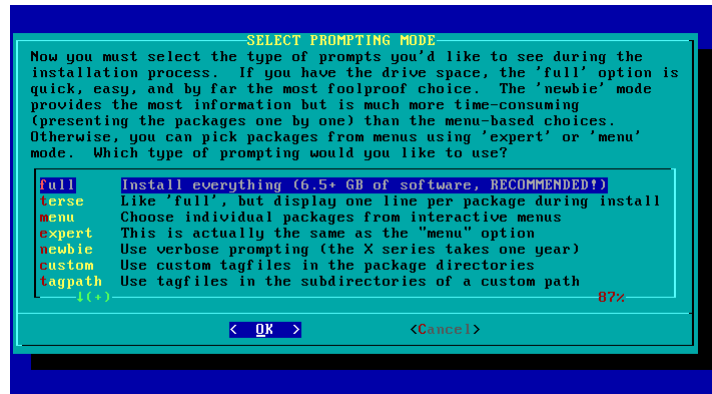 SELECT PROMPTING MODE
Now you must select the type of prompts you'd like to see during the
installation process.  If you have the drive space, the 'full' option is
quick, easy, and by far the most foolproof choice.  The 'newbie' mode
provides the most information but is much more time-consuming
(presenting the packages one by one) than the menu-based choices.
Otherwise, you can pick packages from menus using 'expert' or 'menu'
mode.  Which type of prompting would you like to use?
full Install everything (6.5+ GB of software, RECOMMENDED!)
terse Like 'full', but display one line per package during install
menu Choose individual packages from interactive menus
expert This is actually the same as the "menu" option
newbie Use verbose prompting (the X series takes one year)
custom Use custom tagfiles in the package directories
tagpath Use tagfiles in the subdirectories of a custom path
↓(+) 87%
< OK > <Cancel>